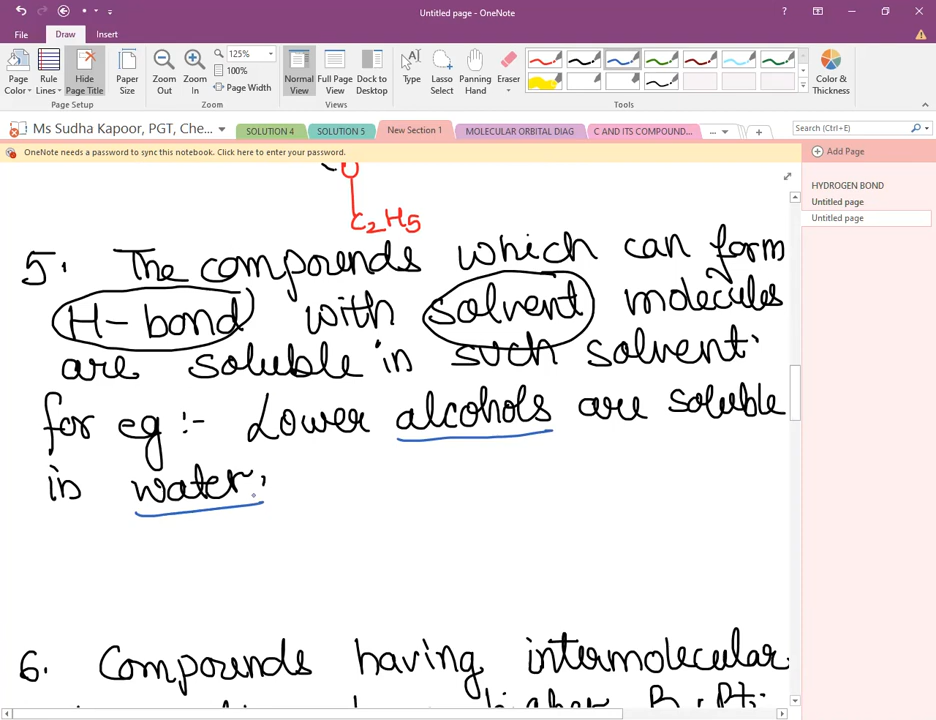 Untitled page - OneNote
File Draw Insert
Page Color Rule Lines Hide Page Title Paper Size Zoom Out Zoom In 125% 100% Page Width Normal View Full Page View Dock to Desktop Type Lasso Select Panning Hand Eraser Color & Thickness
Page Setup Zoom Views Tools
Ms Sudha Kapoor, PGT, Che... SOLUTION 4 SOLUTION 5 New Section 1 MOLECULAR ORBITAL DIAG C AND ITS COMPOUND... ... Search (Ctrl+E)
OneNote needs a password to sync this notebook. Click here to enter your password.
Add Page
HYDROGEN BOND
Untitled page
Untitled page
O
C2H5
5. The compounds which can form
H- bond with solvent molecules
are soluble in such solvent.
for eg :- Lower alcohols are soluble
in water.
6. Compounds having intermolecular
higher B.Pt.